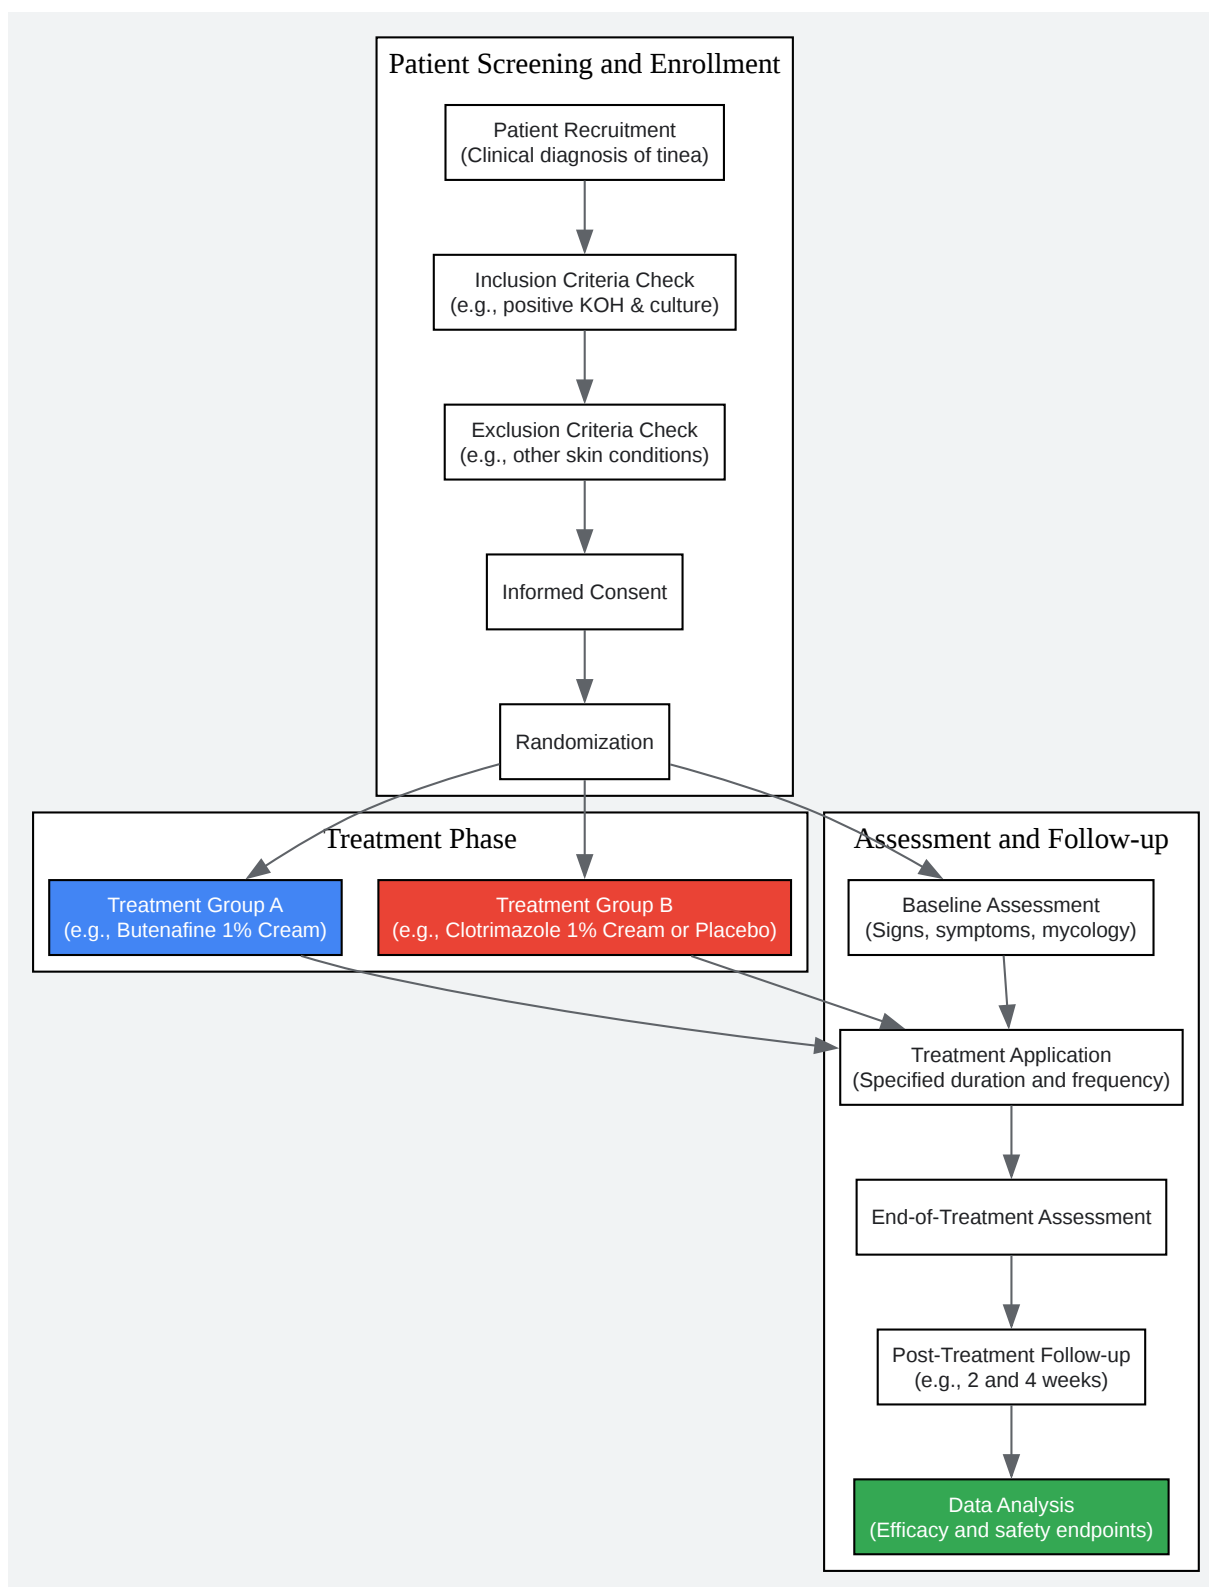 Patient Screening and Enrollment
Patient Recruitment
(Clinical diagnosis of tinea)
Inclusion Criteria Check
(e.g., positive KOH & culture)
Exclusion Criteria Check
(e.g., other skin conditions)
Informed Consent
Randomization
Treatment Phase
Treatment Group A
(e.g., Butenafine 1% Cream)
Treatment Group B
(e.g., Clotrimazole 1% Cream or Placebo)
Assessment and Follow-up
Baseline Assessment
(Signs, symptoms, mycology)
Treatment Application
(Specified duration and frequency)
End-of-Treatment Assessment
Post-Treatment Follow-up
(e.g., 2 and 4 weeks)
Data Analysis
(Efficacy and safety endpoints)